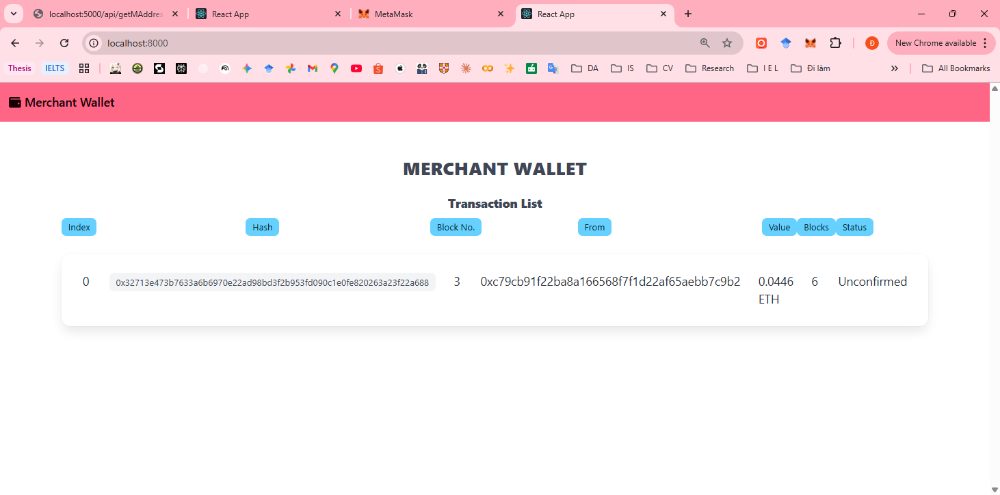 localhost:5000/api/getMAddres
React App
MetaMask
React App
localhost:8000
New Chrome available
Thesis
IELTS
DA
IS
CV
Research
I E L
Đi làm
All Bookmarks
Merchant Wallet
MERCHANT WALLET
Transaction List
Index Hash Block No. From Value Blocks Status
0 0x32713e473b7633a6b6970e22ad98bd3f2b953fd090c1e0fe820263a23f22a688 3 0xc79cb91f22ba8a166568f7f1d22af65aebb7c9b2 0.0446 6 Unconfirmed
ETH